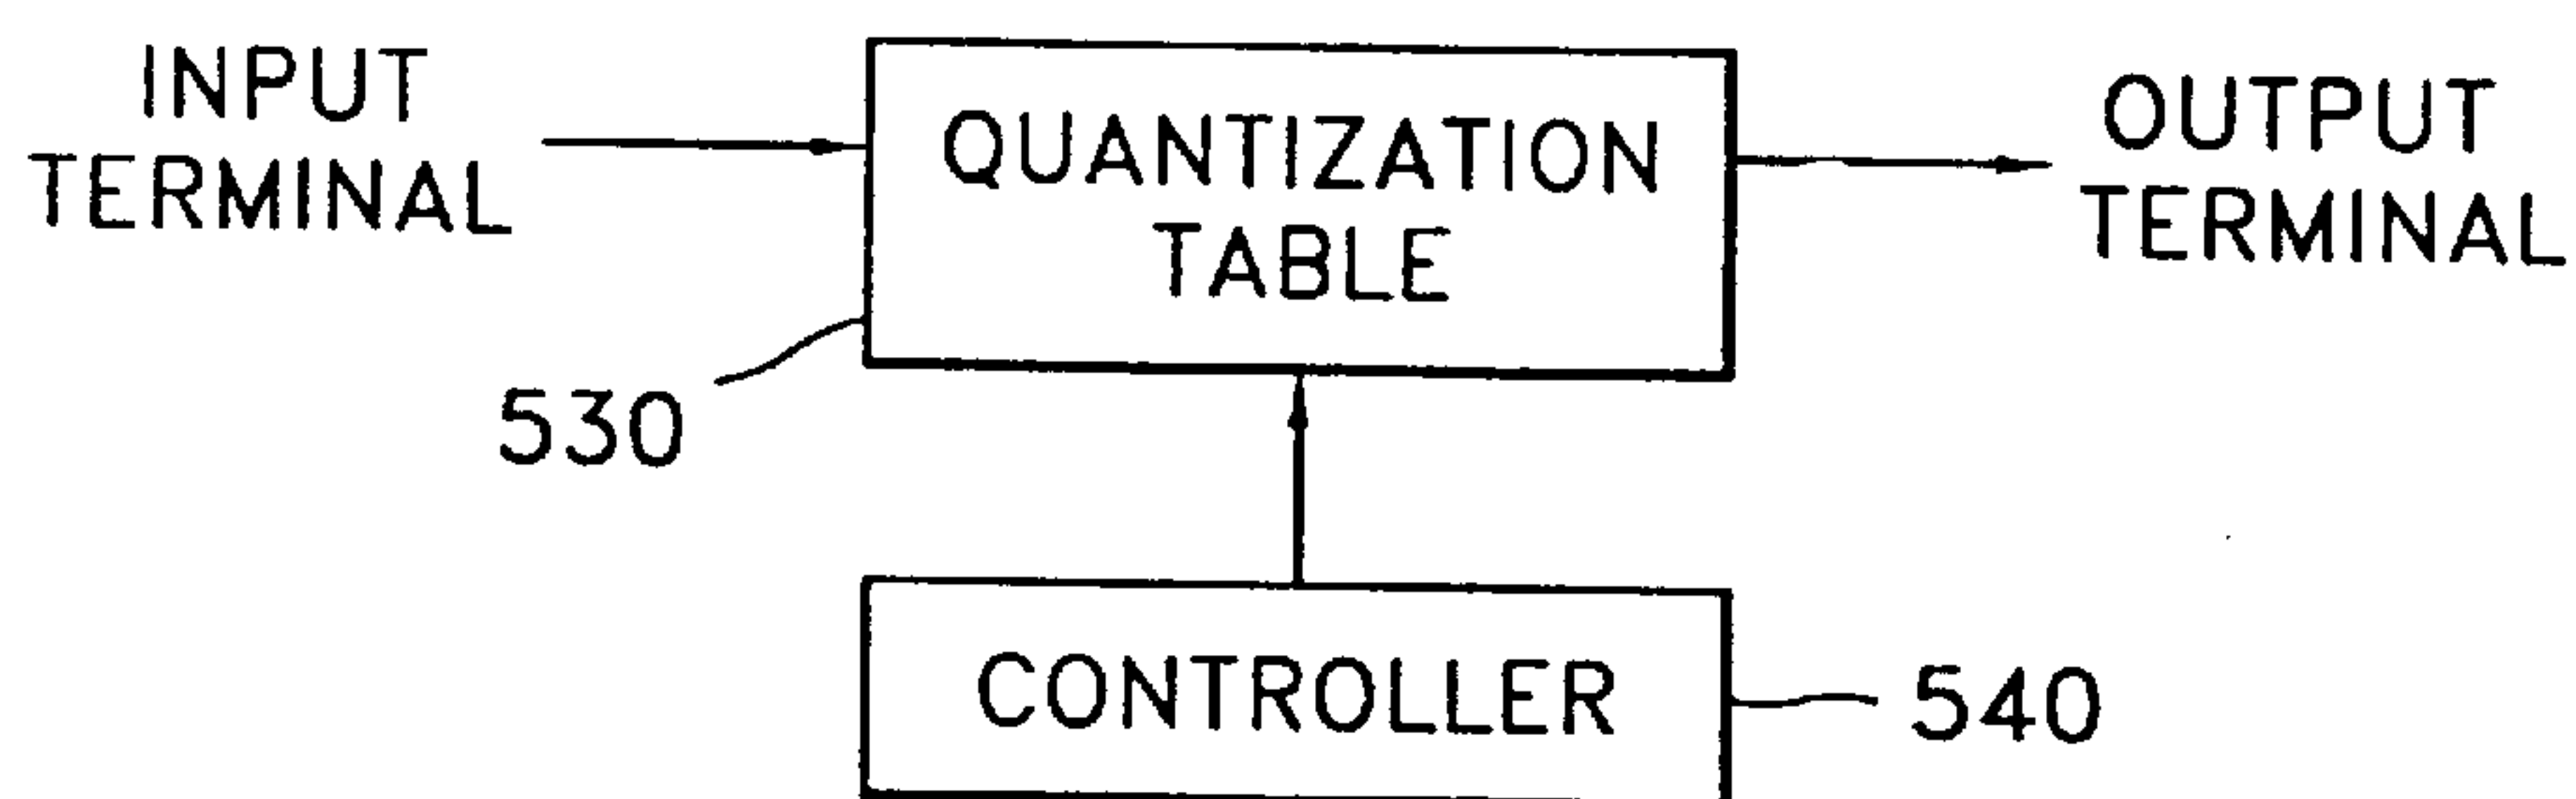 INPUT
TERMINAL
QUANTIZATION
TABLE
OUTPUT
TERMINAL
530
CONTROLLER
540